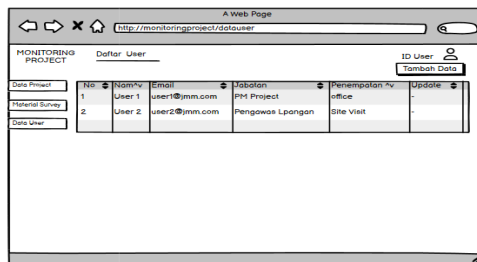 A Web Page
http://monitoringproject/datauser
MONITORING PROJECT
Daftar User
ID User
Tambah Data
Data Project
Material Survey
Data User
No Nam^v Email Jabatan Penempatan ^v Update
1 User 1 user1@jmm.com PM Project office -
2 User 2 user2@jmm.com Pengawas Lpangan Site Visit -